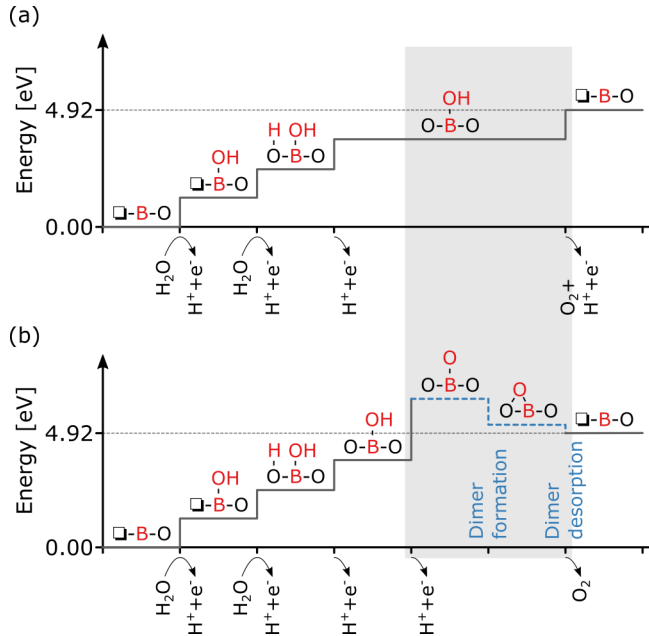 (a)
Energy [eV]
4.92
0.00
❏-B-O
OH
❏-B-O
H OH
O-B-O
OH
O-B-O
❏-B-O
H₂O
H⁺+e⁻
H₂O
H⁺+e⁻
H⁺+e⁻
O₂+
H⁺+e⁻
(b)
Energy [eV]
4.92
0.00
❏-B-O
OH
❏-B-O
H OH
O-B-O
OH
O-B-O
O
O-B-O
O
O B-O
❏-B-O
Dimer
formation
Dimer
desorption
H₂O
H⁺+e⁻
H₂O
H⁺+e⁻
H⁺+e⁻
H⁺+e⁻
O₂